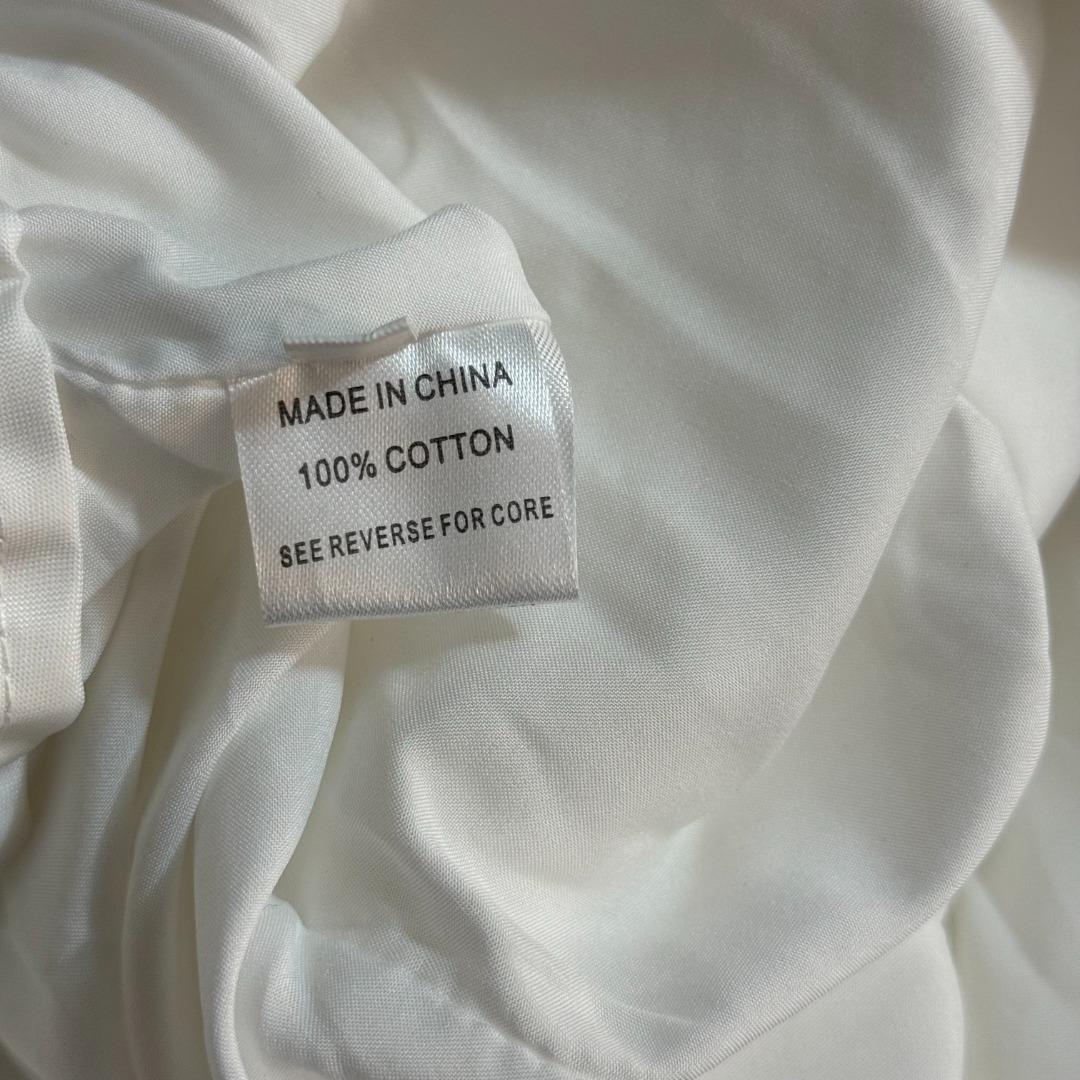 MADE IN CHINA
100% COTTON
SEE REVERSE FOR CORE